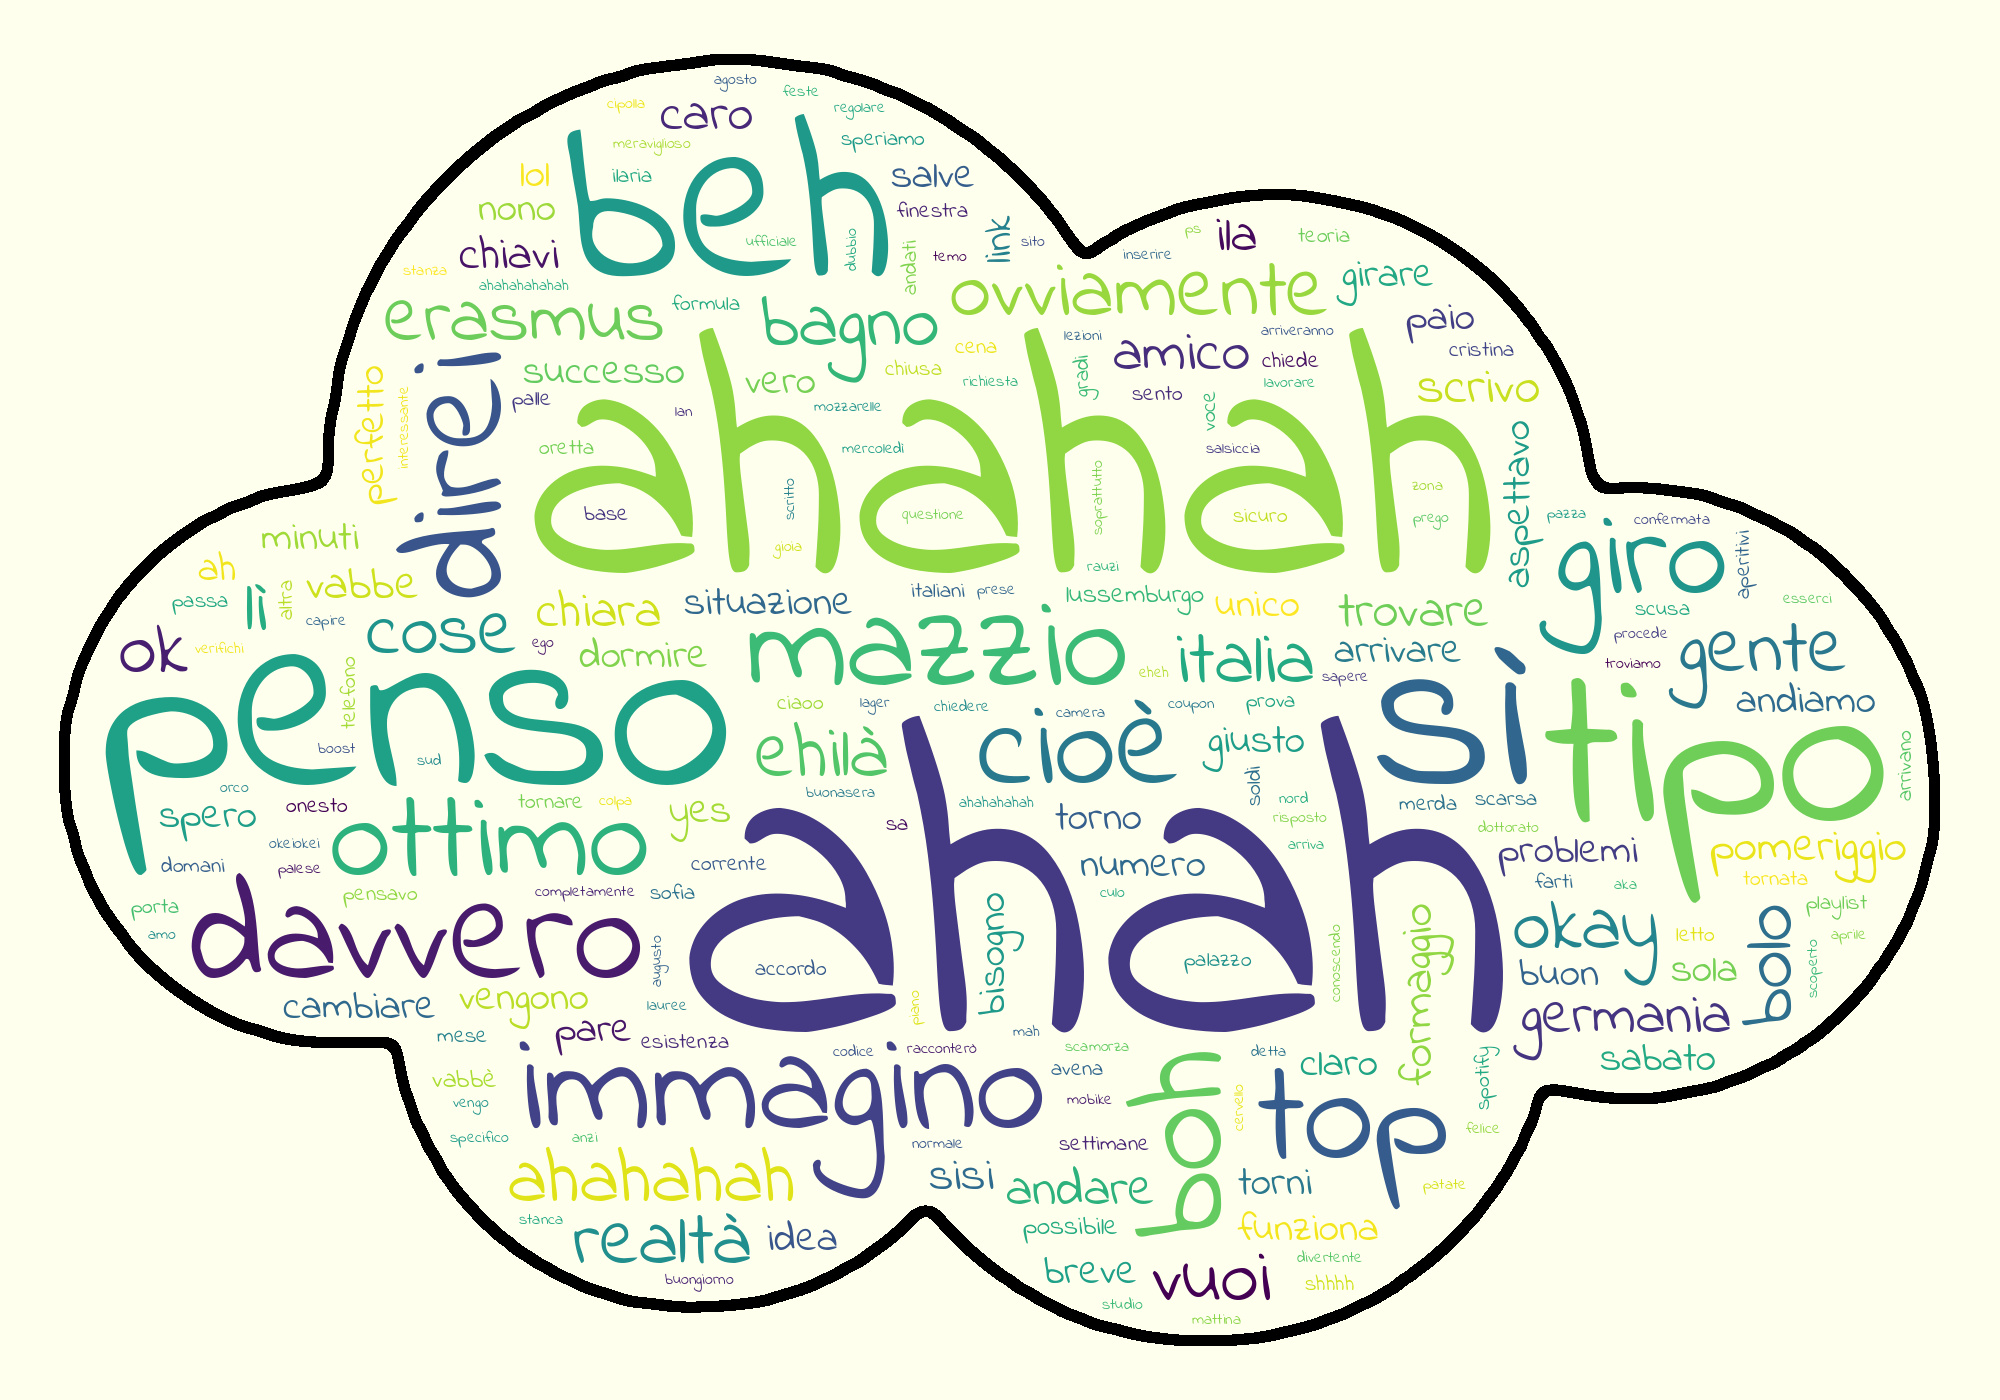 agosto
cipolla
feste
caro
regolare
beh
meraviglioso
speriamo
lol
ilaria
salve
nono
finestra
link
ps
ila
teoria
chiavi
ufficiale
dubbio
andati
temo
sito
inserire
stanza
ahahahahah
erasmus
formula
bagno
ovviamente
girare
direi
successo
vero
chiusa
cena
lezioni
amico
arriveranno
chiede
paio
cristina
perfetto
interessante
palle
lan
mozzarelle
richiesta
gradi
sento
lavorare
voce
scrivo
ahahah
oretta
mercoledì
salsiccia
aspettavo
base
scritto
gioia
questione
soprattutto
sicuro
zona
prego
pazza
confermata
minuti
rauzi
giro
aperitivi
ah
passa
lì
altra
vabbe
capire
chiara
situazione
italiani
prese
lussemburgo
unico
trovare
scusa
esserci
ok
verifichi
cose
ego
dormire
mazzio
eheh
italia
arrivare
sapere
procede
troviamo
gente
andiamo
penso
telefono
boost
sud
ciaoo
lager
chiedere
camera
coupon
prova
sì
tipo
arrivano
ehilà
cioè
giusto
orco
spero
onesto
tornare
colpa
yes
buonasera
ahahahahah
soldi
nord
merda
scarsa
okeiokei
ottimo
sa
ahah
torno
risposto
dottorato
domani
palese
corrente
numero
arriva
problemi
pomeriggio
pensavo
completamente
sofia
culo
farti
aka
tornata
porta
amo
davvero
augusto
accordo
bisogno
palazzo
conoscendo
formaggio
okay
letto
bolo
playlist
aprile
scoperto
buon
sola
cambiare
vengono
lauree
piano
germania
mese
pare
esistenza
codice
racconterò
mah
scamorza
detta
claro
spotify
sabato
vabbè
vengo
immagino
avena
mobike
boh
cervello
top
felice
specifico
anzi
normale
settimane
ahahahah
sisi
andare
torni
patate
stanca
realtà
idea
possibile
funziona
buongiorno
breve
vuoi
divertente
shhhh
studio
mattina